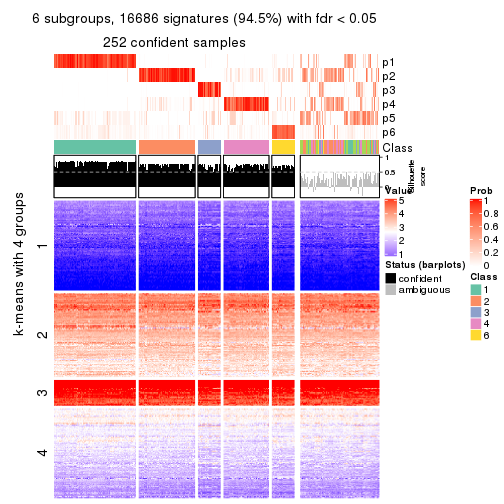 6 subgroups, 16686 signatures (94.5%) with fdr < 0.05
252 confident samples
p1
p2
p3
p4
p5
p6
Class
1
0.5
0
Silhouette
score
k-means with 4 groups
1
2
3
4
Value
5
4
3
2
1
Status (barplots)
confident
ambiguous
Prob
1
0.8
0.6
0.4
0.2
0
Class
1
2
3
4
6